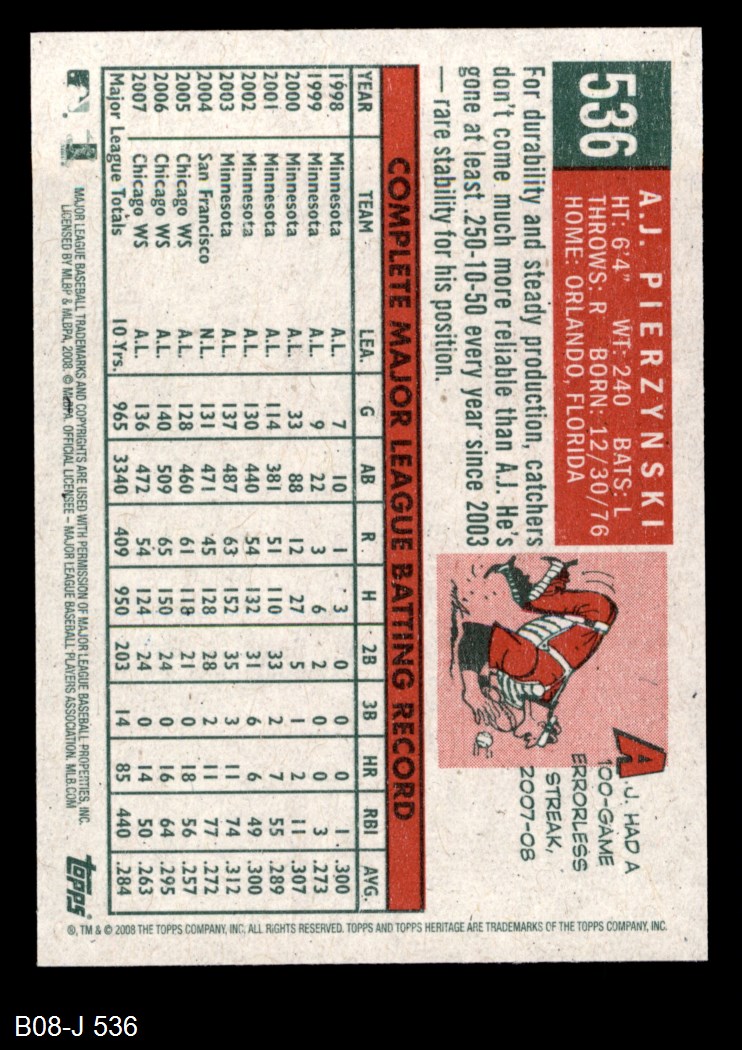 536
A.J. PIERZYNSKI
HT: 6'4" WT: 240 BATS: L
THROWS: R BORN: 12/30/76
HOME: ORLANDO, FLORIDA
For durability and steady production, catchers
don't come much more reliable than A.J. He's
gone at least .250-10-50 every year since 2003
— rare stability for his position.
A.J. HAD A
100-GAME
ERRORLESS
STREAK,
2007-08
COMPLETE MAJOR LEAGUE BATTING RECORD
YEAR TEAM LEA. G AB R H 2B 3B HR RBI AVG.
1998 Minnesota A.L. 7 10 1 3 0 0 0 1 .300
1999 Minnesota A.L. 9 22 3 6 2 0 0 3 .273
2000 Minnesota A.L. 33 88 12 27 5 1 2 11 .307
2001 Minnesota A.L. 114 381 51 110 33 2 7 55 .289
2002 Minnesota A.L. 130 440 54 132 31 6 6 49 .300
2003 Minnesota A.L. 137 487 63 152 35 3 11 74 .312
2004 San Francisco N.L. 131 471 45 128 28 2 11 77 .272
2005 Chicago WS A.L. 128 460 61 118 21 0 18 56 .257
2006 Chicago WS A.L. 140 509 65 150 24 0 16 64 .295
2007 Chicago WS A.L. 136 472 54 124 24 0 14 50 .263
Major League Totals 10 Yrs. 965 3340 409 950 203 14 85 440 .284
MAJOR LEAGUE BASEBALL TRADEMARKS AND COPYRIGHTS ARE USED WITH PERMISSION OF MAJOR LEAGUE BASEBALL PROPERTIES, INC.
LICENSED BY MLBP & MLBPA, 2008. © MLBPA. OFFICIAL LICENSEE – MAJOR LEAGUE BASEBALL PLAYERS ASSOCIATION. MLB.COM
topps
®, TM & © 2008 THE TOPPS COMPANY, INC. ALL RIGHTS RESERVED. TOPPS AND TOPPS HERITAGE ARE TRADEMARKS OF THE TOPPS COMPANY, INC.
B08-J 536